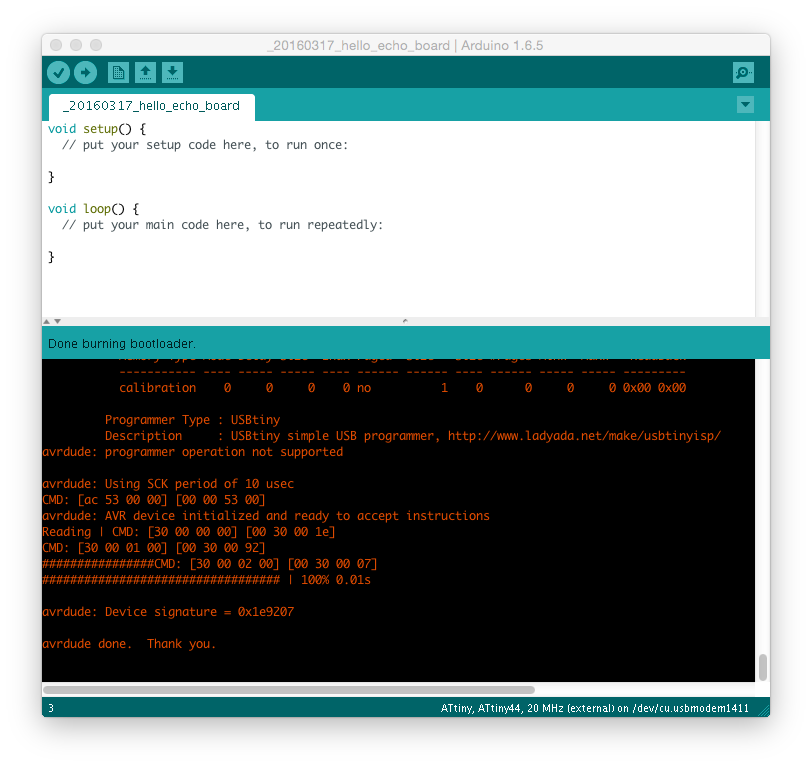 _20160317_hello_echo_board | Arduino 1.6.5
_20160317_hello_echo_board
void setup() {
  // put your setup code here, to run once:
}
void loop() {
  // put your main code here, to run repeatedly:
}
Done burning bootloader.
----------- ---- ----- ----- ---- ------ ------ ---- ------ ----- ----- ---------
calibration    0     0     0    0 no          1    0      0     0     0 0x00 0x00
Programmer Type : USBtiny
Description     : USBtiny simple USB programmer, http://www.ladyada.net/make/usbtinyisp/
avrdude: programmer operation not supported
avrdude: Using SCK period of 10 usec
CMD: [ac 53 00 00] [00 00 53 00]
avrdude: AVR device initialized and ready to accept instructions
Reading | CMD: [30 00 00 00] [00 30 00 1e]
CMD: [30 00 01 00] [00 30 00 92]
################CMD: [30 00 02 00] [00 30 00 07]
################################## | 100% 0.01s
avrdude: Device signature = 0x1e9207
avrdude done.  Thank you.
3
ATtiny, ATtiny44, 20 MHz (external) on /dev/cu.usbmodem1411